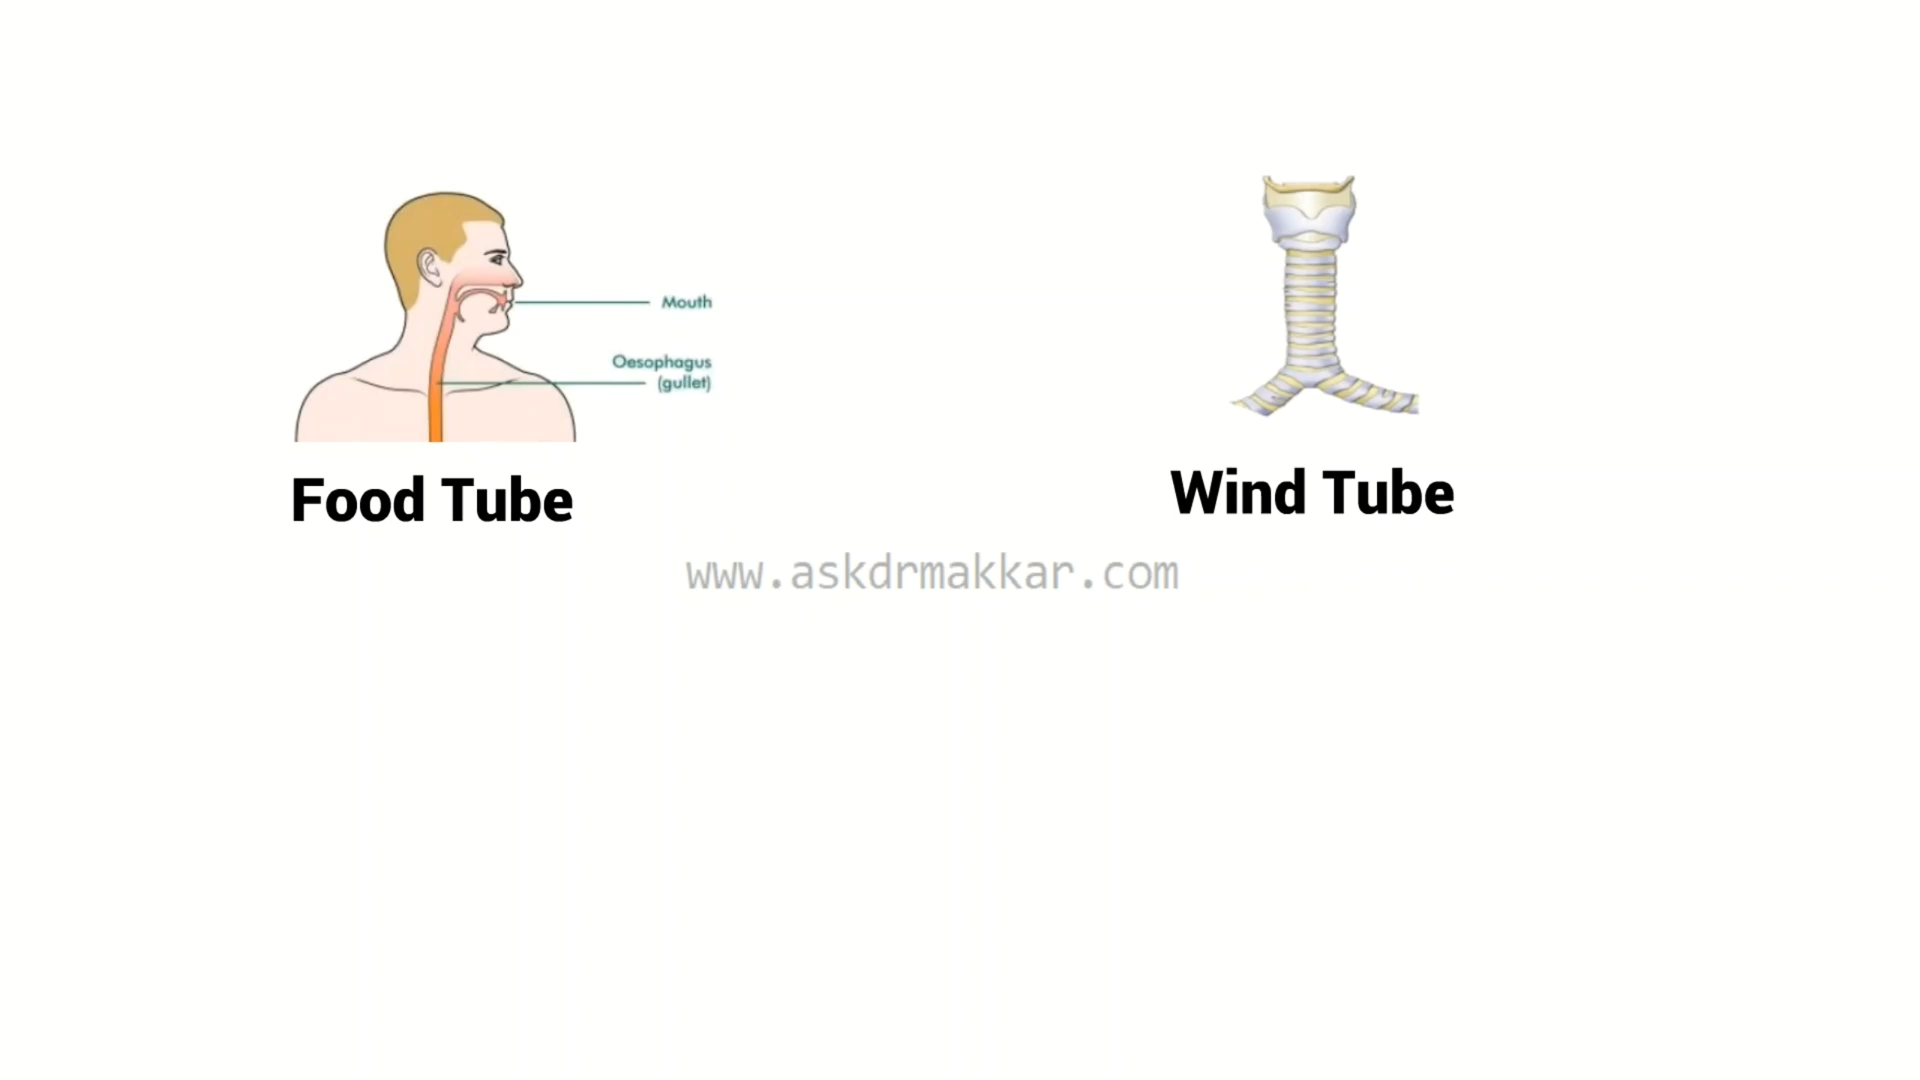 Mouth
Oesophagus
(gullet)
Food Tube
Wind Tube
www.askdrmakkar.com